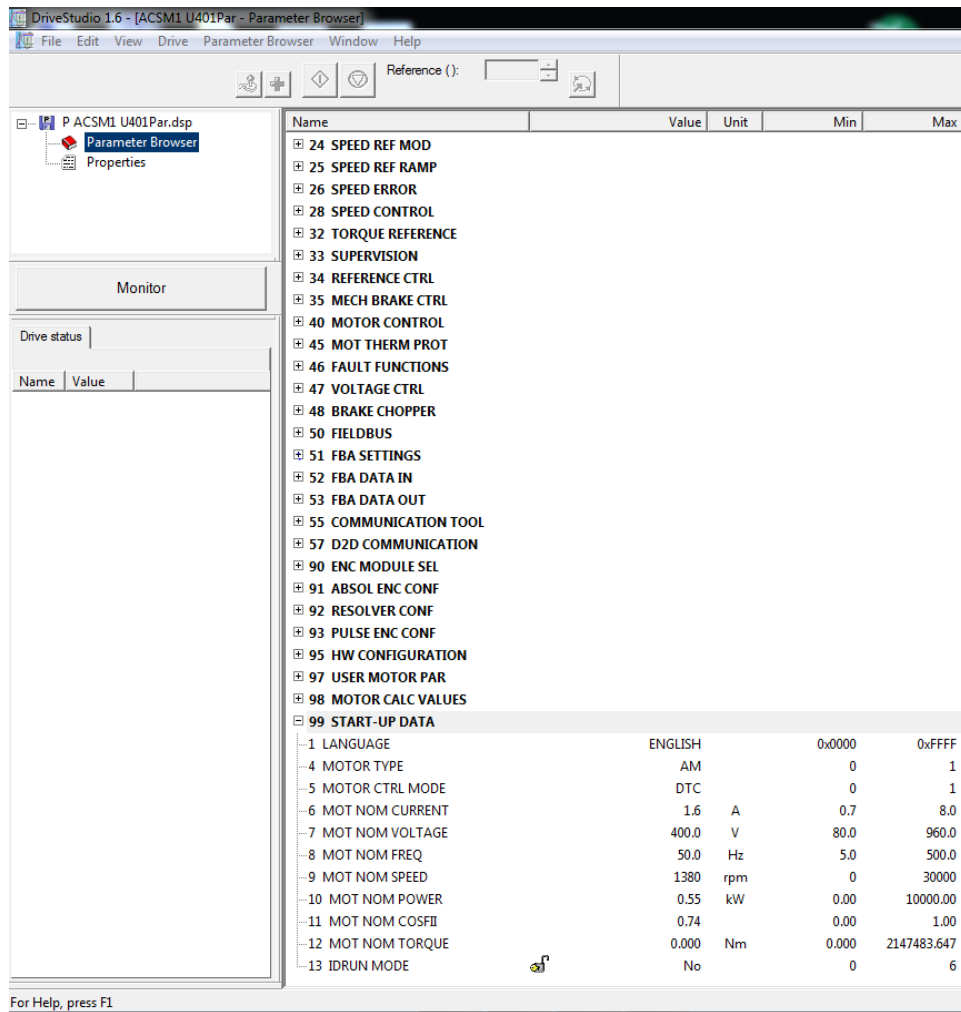 DriveStudio 1.6 - [ACSM1 U401Par - Parameter Browser]
File Edit View Drive Parameter Browser Window Help
Reference ( ):
P ACSM1 U401Par.dsp
Parameter Browser
Properties
Monitor
Drive status
Name Value
Name Value Unit Min Max
24 SPEED REF MOD
25 SPEED REF RAMP
26 SPEED ERROR
28 SPEED CONTROL
32 TORQUE REFERENCE
33 SUPERVISION
34 REFERENCE CTRL
35 MECH BRAKE CTRL
40 MOTOR CONTROL
45 MOT THERM PROT
46 FAULT FUNCTIONS
47 VOLTAGE CTRL
48 BRAKE CHOPPER
50 FIELDBUS
51 FBA SETTINGS
52 FBA DATA IN
53 FBA DATA OUT
55 COMMUNICATION TOOL
57 D2D COMMUNICATION
90 ENC MODULE SEL
91 ABSOL ENC CONF
92 RESOLVER CONF
93 PULSE ENC CONF
95 HW CONFIGURATION
97 USER MOTOR PAR
98 MOTOR CALC VALUES
99 START-UP DATA
1 LANGUAGE ENGLISH 0x0000 0xFFFF
4 MOTOR TYPE AM 0 1
5 MOTOR CTRL MODE DTC 0 1
6 MOT NOM CURRENT 1.6 A 0.7 8.0
7 MOT NOM VOLTAGE 400.0 V 80.0 960.0
8 MOT NOM FREQ 50.0 Hz 5.0 500.0
9 MOT NOM SPEED 1380 rpm 0 30000
10 MOT NOM POWER 0.55 kW 0.00 10000.00
11 MOT NOM COSFII 0.74 0.00 1.00
12 MOT NOM TORQUE 0.000 Nm 0.000 2147483.647
13 IDRUN MODE No 0 6
For Help, press F1